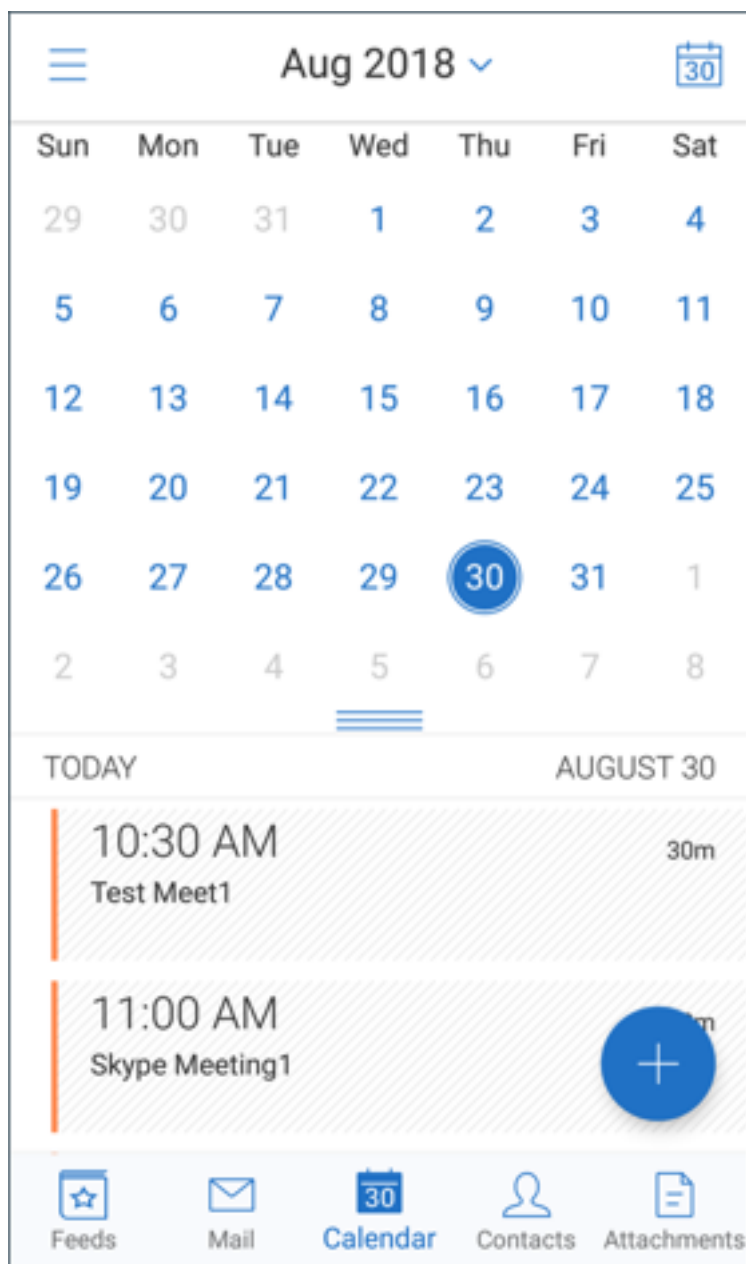 Aug 2018 30
Sun Mon Tue Wed Thu Fri Sat
29 30 31 1 2 3 4
5 6 7 8 9 10 11
12 13 14 15 16 17 18
19 20 21 22 23 24 25
26 27 28 29 30 31 1
2 3 4 5 6 7 8
TODAY AUGUST 30
10:30 AM 30m
Test Meet1
11:00 AM
Skype Meeting1
30
Feeds Mail Calendar Contacts Attachments